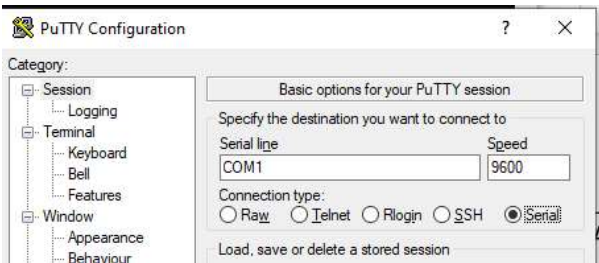 PuTTY Configuration ? X
Category:
Session
Logging
Terminal
Keyboard
Bell
Features
Window
Appearance
Behaviour
Basic options for your PuTTY session
Specify the destination you want to connect to
Serial line Speed
COM1 9600
Connection type:
Raw Telnet Rlogin SSH Serial
Load, save or delete a stored session